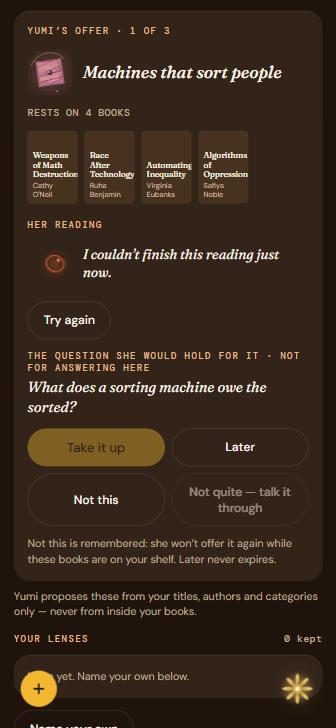 YUMI'S OFFER · 1 OF 3
Machines that sort people
RESTS ON 4 BOOKS
Weapons
of Math
Destruction
Cathy
O'Neil
Race
After
Technology
Ruha
Benjamin
Automating
Inequality
Virginia
Eubanks
Algorithms
of
Oppression
Safiya
Noble
HER READING
I couldn't finish this reading just
now.
Try again
THE QUESTION SHE WOULD HOLD FOR IT · NOT
FOR ANSWERING HERE
What does a sorting machine owe the
sorted?
Take it up
Later
Not this
Not quite — talk it
through
Not this is remembered: she won't offer it again while
these books are on your shelf. Later never expires.
Yumi proposes these from your titles, authors and categories
only — never from inside your books.
YOUR LENSES
0 kept
yet. Name your own below.
+